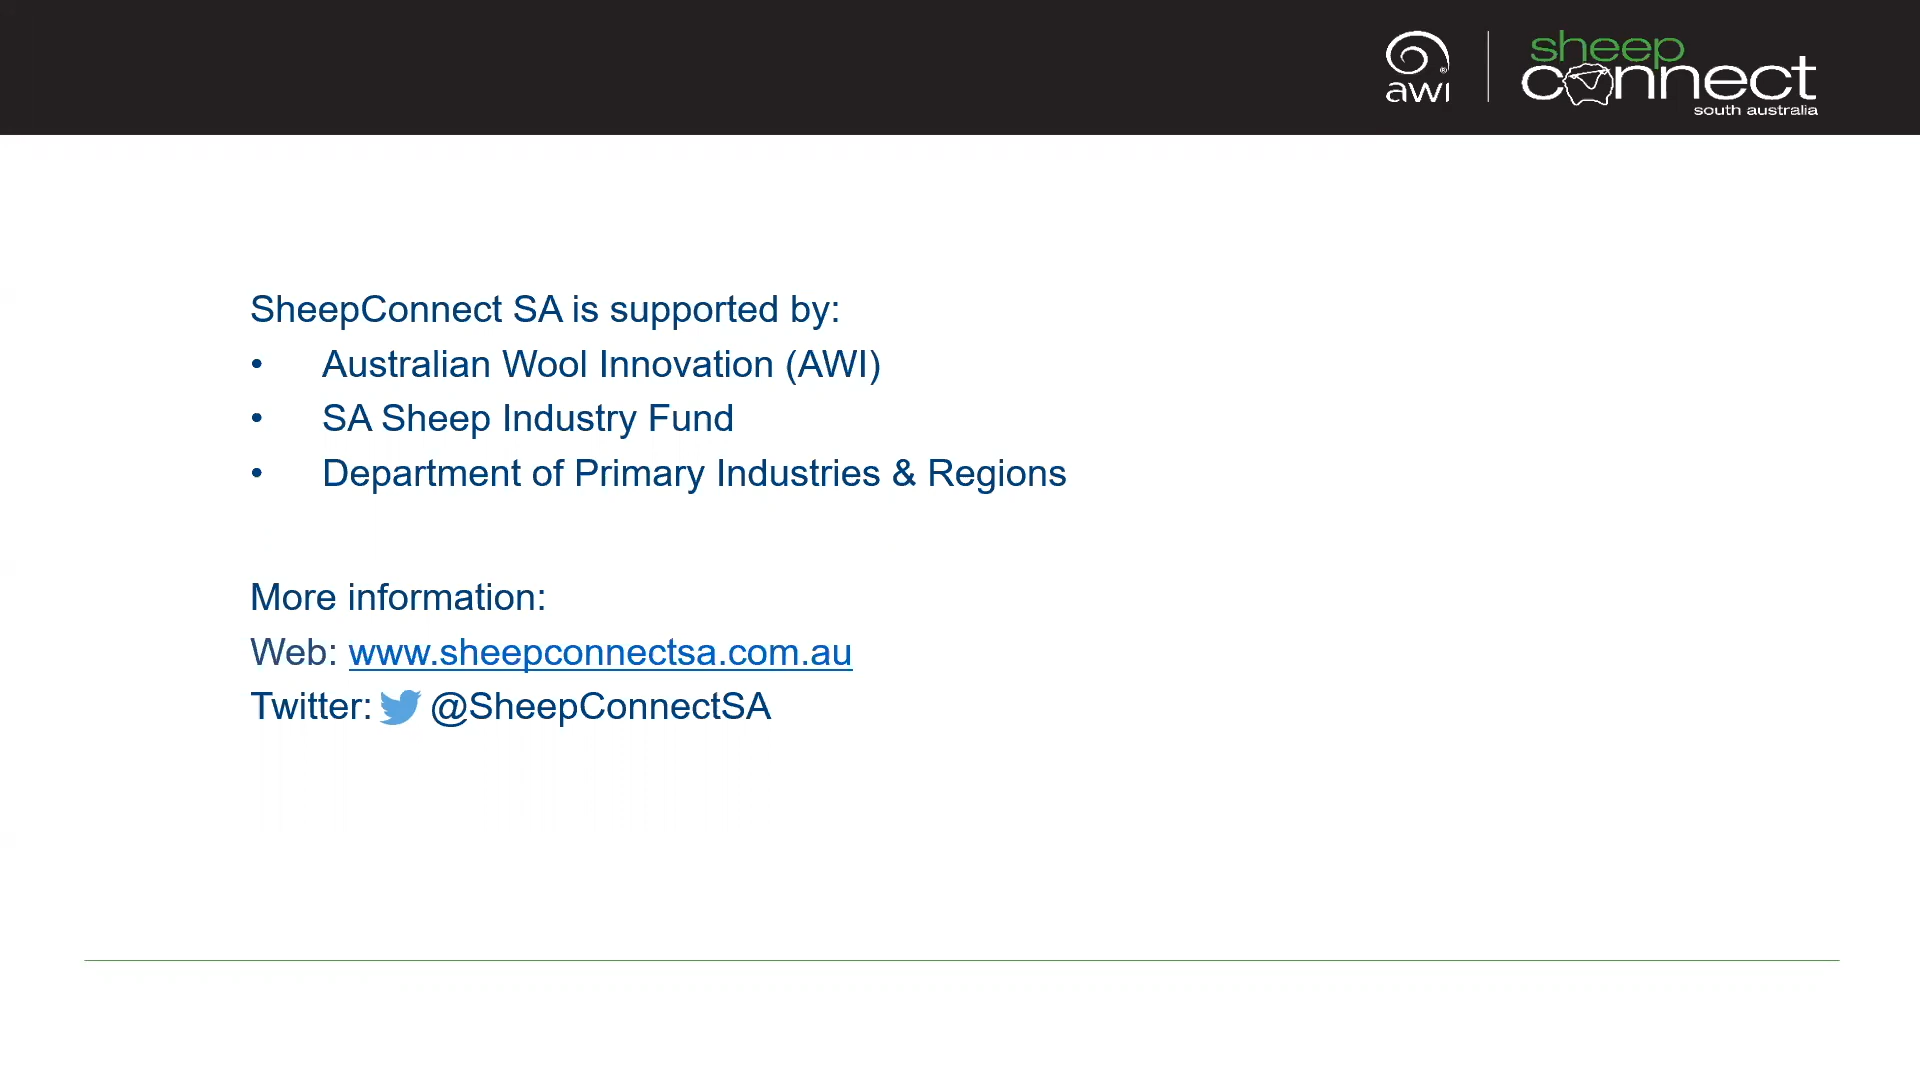 awi
sheep
connect
south australia
SheepConnect SA is supported by:
• Australian Wool Innovation (AWI)
• SA Sheep Industry Fund
• Department of Primary Industries & Regions
More information:
Web: www.sheepconnectsa.com.au
Twitter: @SheepConnectSA